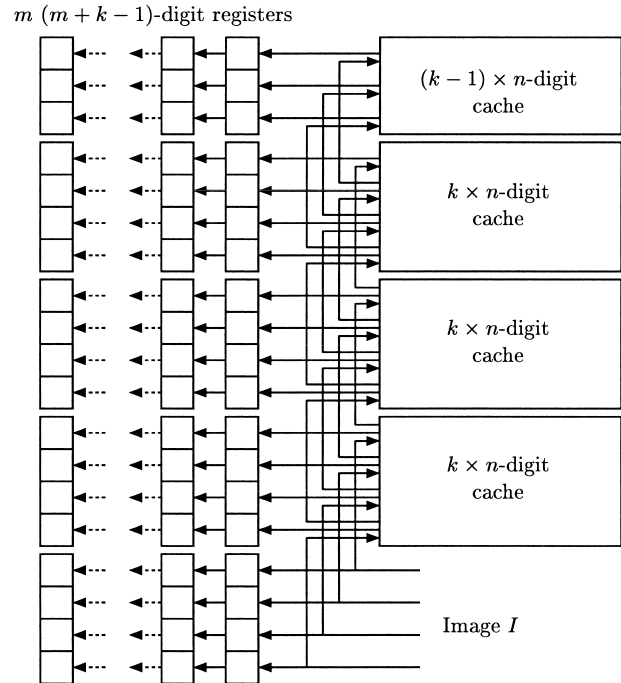 m (m + k − 1)-digit registers
(k − 1) × n-digit
cache
k × n-digit
cache
k × n-digit
cache
k × n-digit
cache
Image I